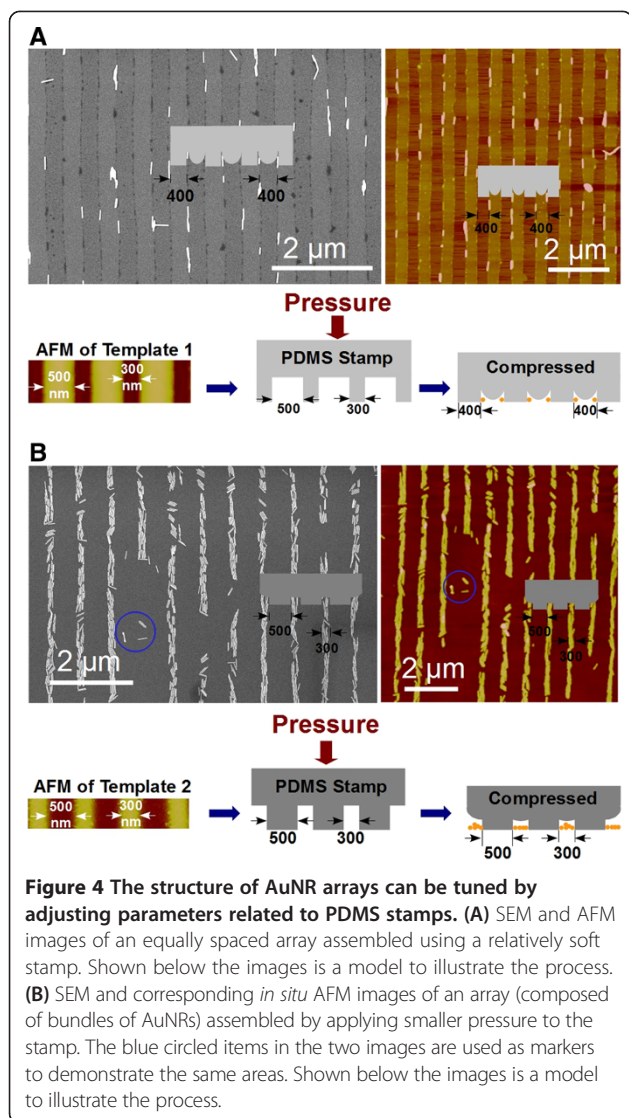 A
400
400
2 µm
400
400
2 µm
Pressure
AFM of Template 1
500
nm
300
nm
PDMS Stamp
500
300
Compressed
400
400
B
500
300
2 µm
500
300
2 µm
Pressure
AFM of Template 2
500
nm
300
nm
PDMS Stamp
500
300
Compressed
500
300
Figure 4 The structure of AuNR arrays can be tuned by
adjusting parameters related to PDMS stamps. (A) SEM and AFM
images of an equally spaced array assembled using a relatively soft
stamp. Shown below the images is a model to illustrate the process.
(B) SEM and corresponding in situ AFM images of an array (composed
of bundles of AuNRs) assembled by applying smaller pressure to the
stamp. The blue circled items in the two images are used as markers
to demonstrate the same areas. Shown below the images is a model
to illustrate the process.